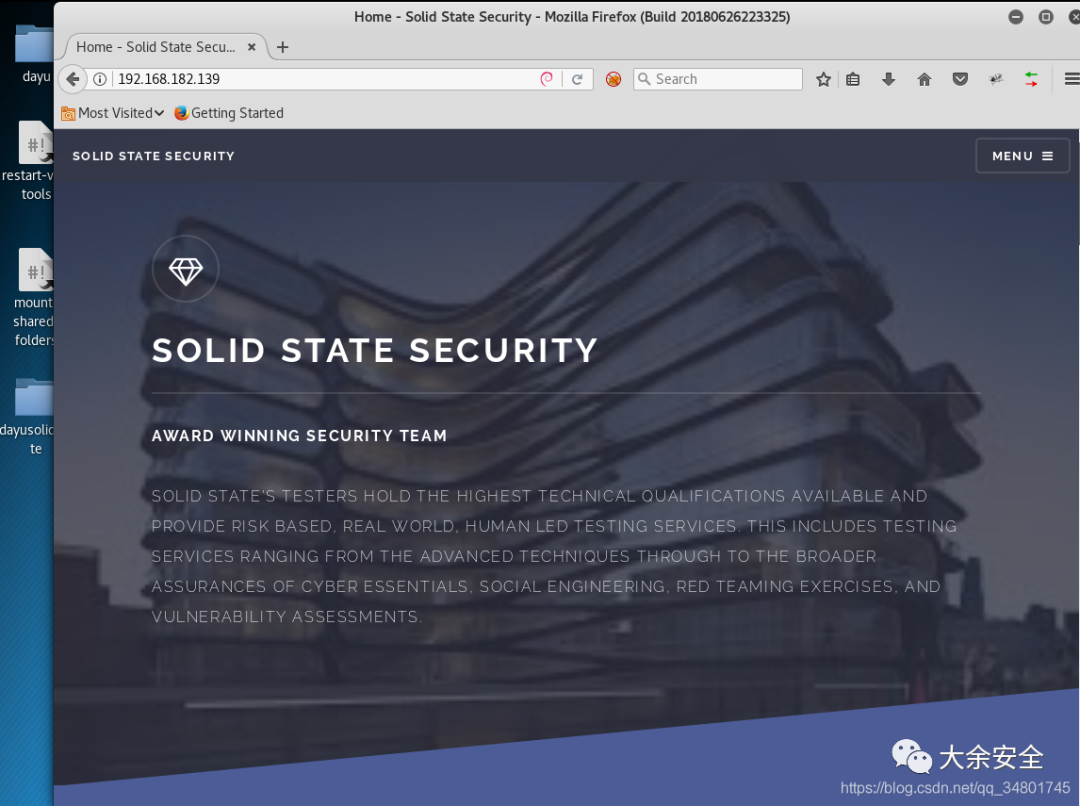 Home - Solid State Security - Mozilla Firefox (Build 20180626223325)
Home - Solid State Secu...
192.168.182.139
Search
Most Visited
Getting Started
dayu
restart-v
tools
mount
shared
folders
dayusolid
te
SOLID STATE SECURITY
MENU
SOLID STATE SECURITY
AWARD WINNING SECURITY TEAM
SOLID STATE'S TESTERS HOLD THE HIGHEST TECHNICAL QUALIFICATIONS AVAILABLE AND
PROVIDE RISK BASED, REAL WORLD, HUMAN LED TESTING SERVICES. THIS INCLUDES TESTING
SERVICES RANGING FROM THE ADVANCED TECHNIQUES THROUGH TO THE BROADER
ASSURANCES OF CYBER ESSENTIALS, SOCIAL ENGINEERING, RED TEAMING EXERCISES, AND
VULNERABILITY ASSESSMENTS.
大余安全
https://blog.csdn.net/qq_34801745